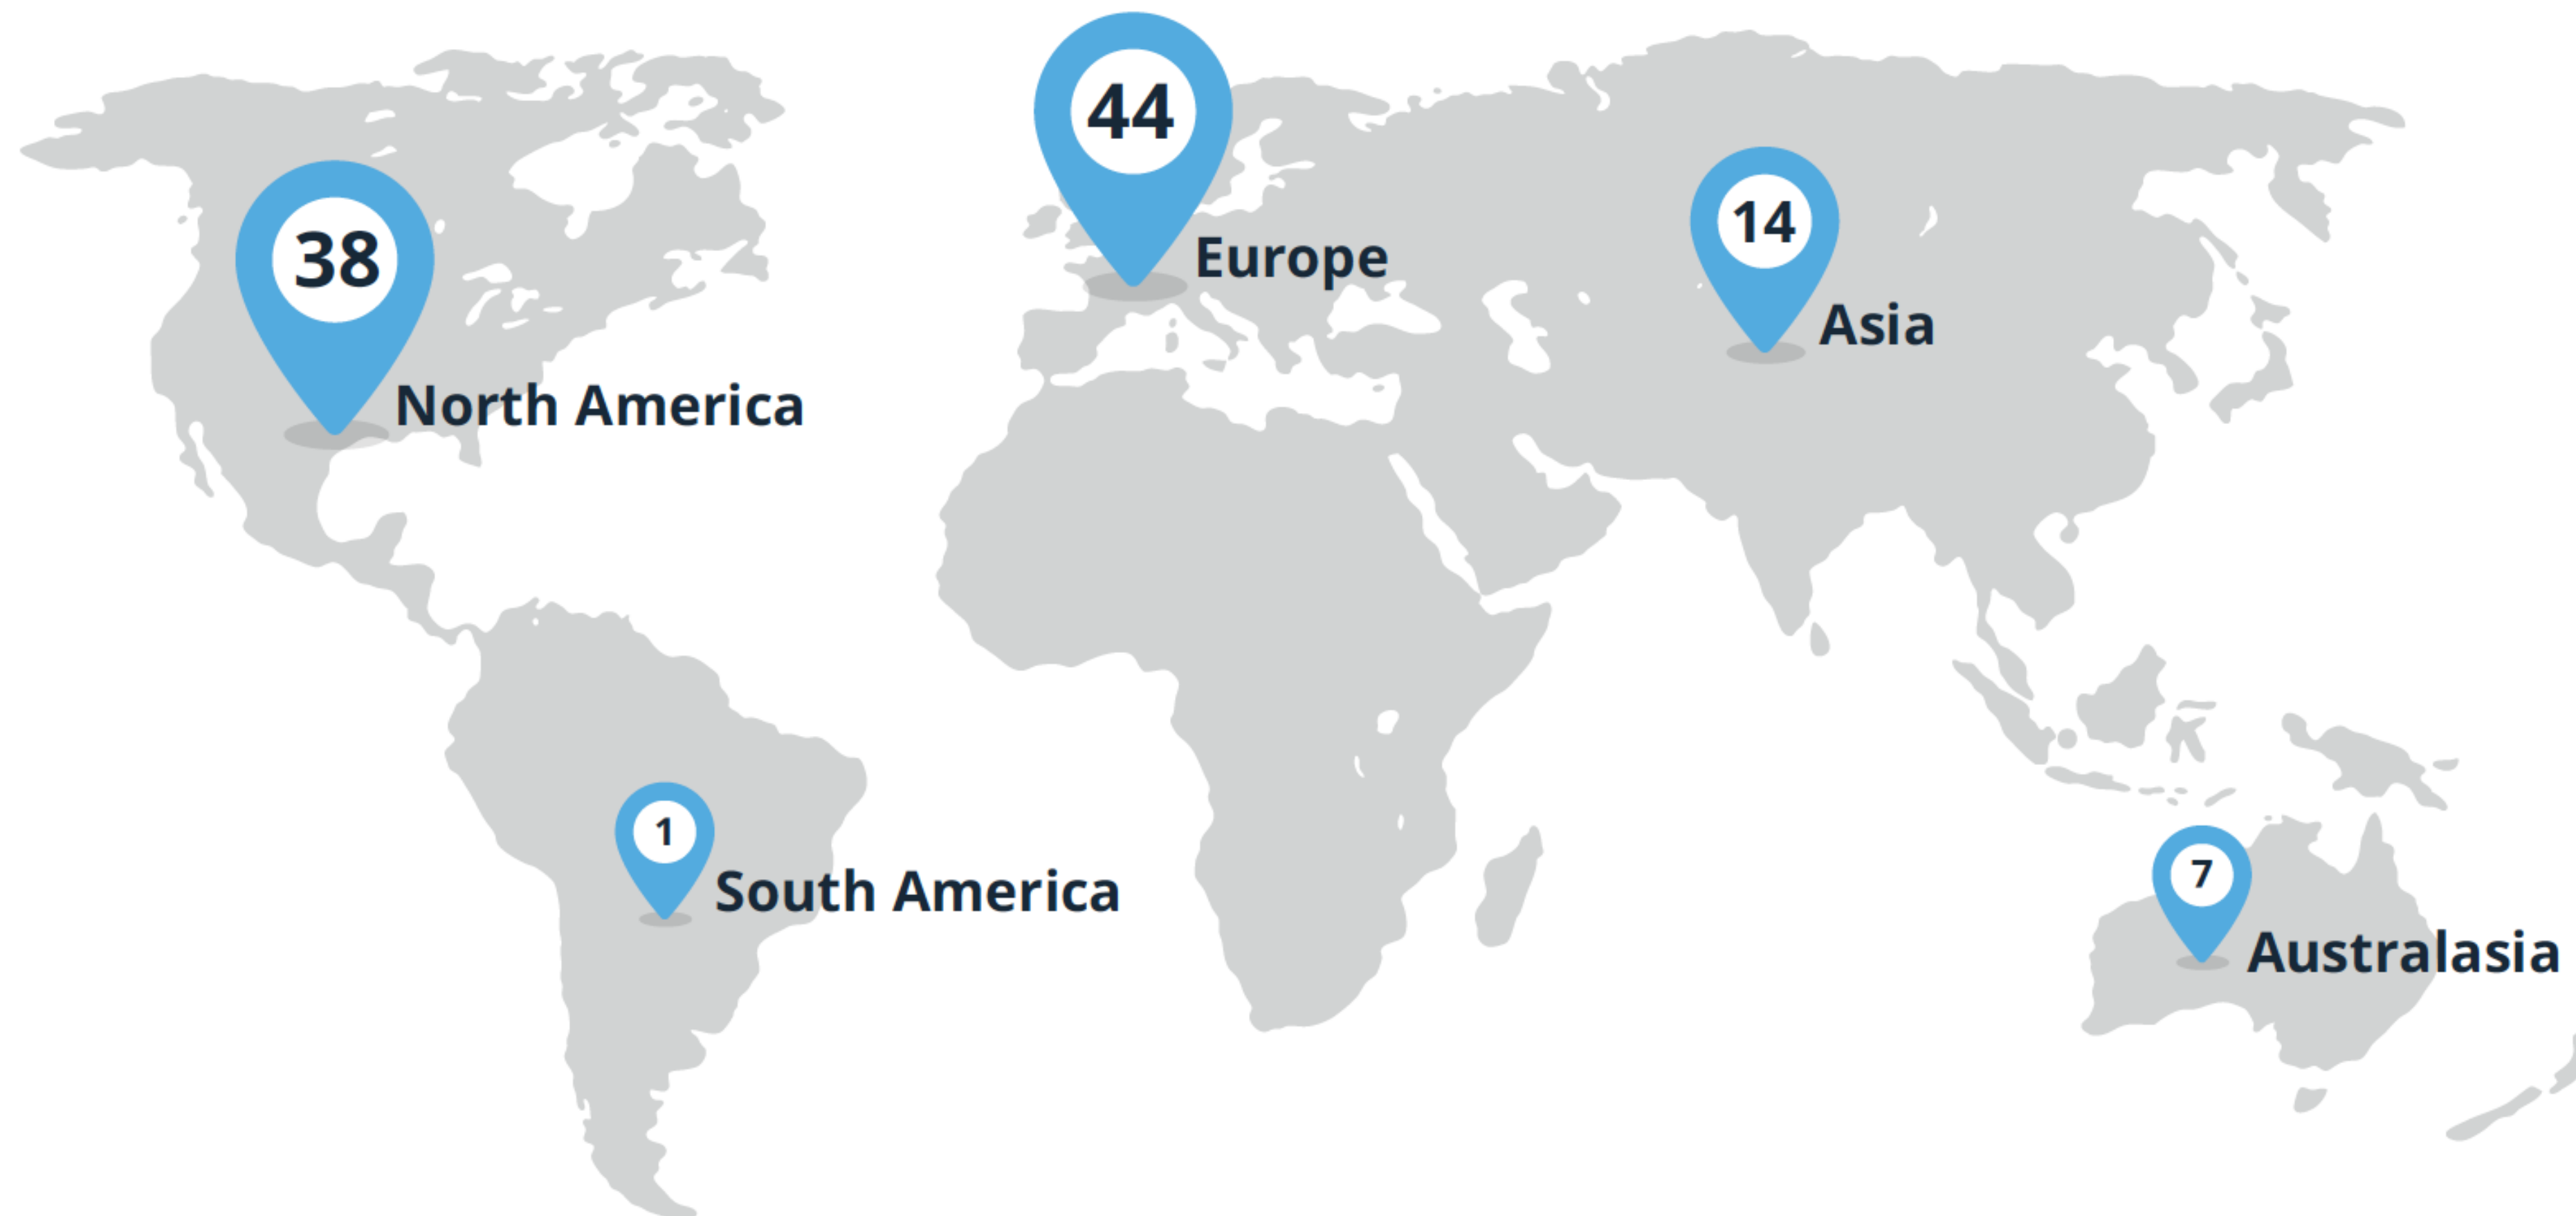 44
Europe
38
North America
14
Asia
1
South America
7
Australasia